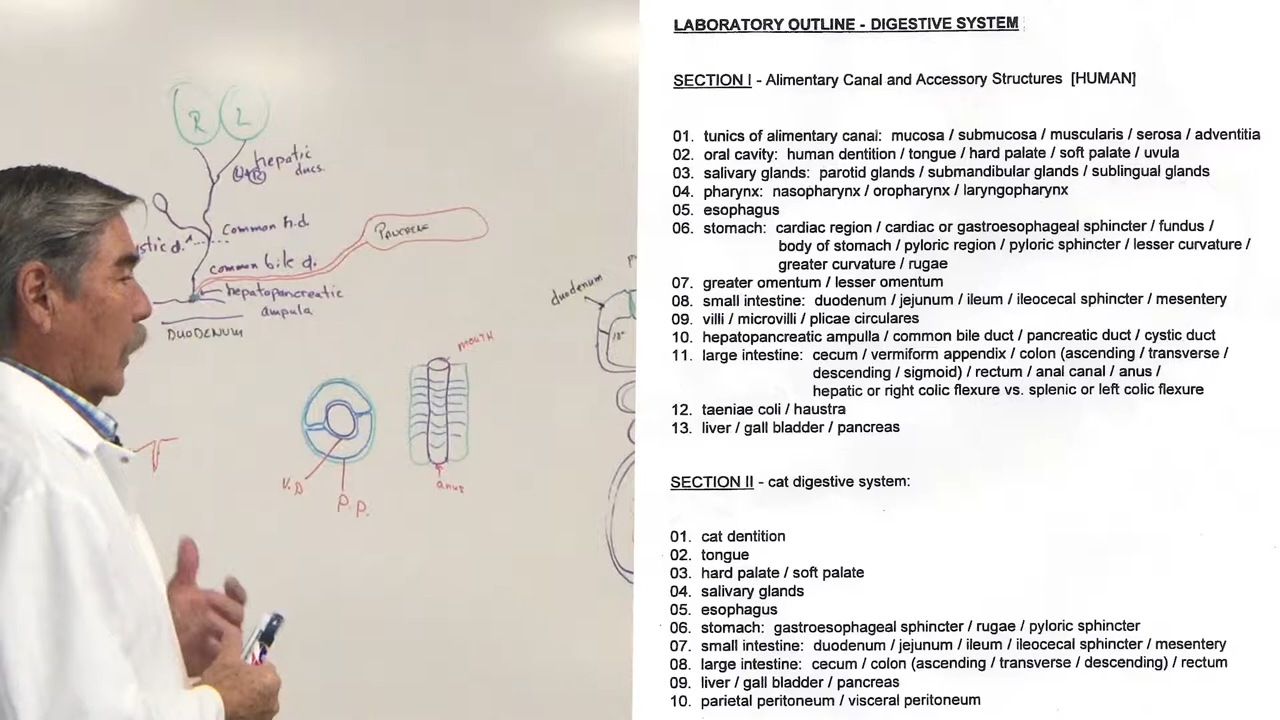 R L
hepatic
ducs.
L R
common h.d
stic d.
PANCREAS
common bile d.
hepatopancreatic
ampula
DUODENUM
duodenum
18"
MOUTH
anus
V.P
P.P.
LABORATORY OUTLINE - DIGESTIVE SYSTEM
SECTION I - Alimentary Canal and Accessory Structures [HUMAN]
01. tunics of alimentary canal: mucosa / submucosa / muscularis / serosa / adventitia
02. oral cavity: human dentition / tongue / hard palate / soft palate / uvula
03. salivary glands: parotid glands / submandibular glands / sublingual glands
04. pharynx: nasopharynx / oropharynx / laryngopharynx
05. esophagus
06. stomach: cardiac region / cardiac or gastroesophageal sphincter / fundus /
body of stomach / pyloric region / pyloric sphincter / lesser curvature /
greater curvature / rugae
07. greater omentum / lesser omentum
08. small intestine: duodenum / jejunum / ileum / ileocecal sphincter / mesentery
09. villi / microvilli / plicae circulares
10. hepatopancreatic ampulla / common bile duct / pancreatic duct / cystic duct
11. large intestine: cecum / vermiform appendix / colon (ascending / transverse /
descending / sigmoid) / rectum / anal canal / anus /
hepatic or right colic flexure vs. splenic or left colic flexure
12. taeniae coli / haustra
13. liver / gall bladder / pancreas
SECTION II - cat digestive system:
01. cat dentition
02. tongue
03. hard palate / soft palate
04. salivary glands
05. esophagus
06. stomach: gastroesophageal sphincter / rugae / pyloric sphincter
07. small intestine: duodenum / jejunum / ileum / ileocecal sphincter / mesentery
08. large intestine: cecum / colon (ascending / transverse / descending) / rectum
09. liver / gall bladder / pancreas
10. parietal peritoneum / visceral peritoneum